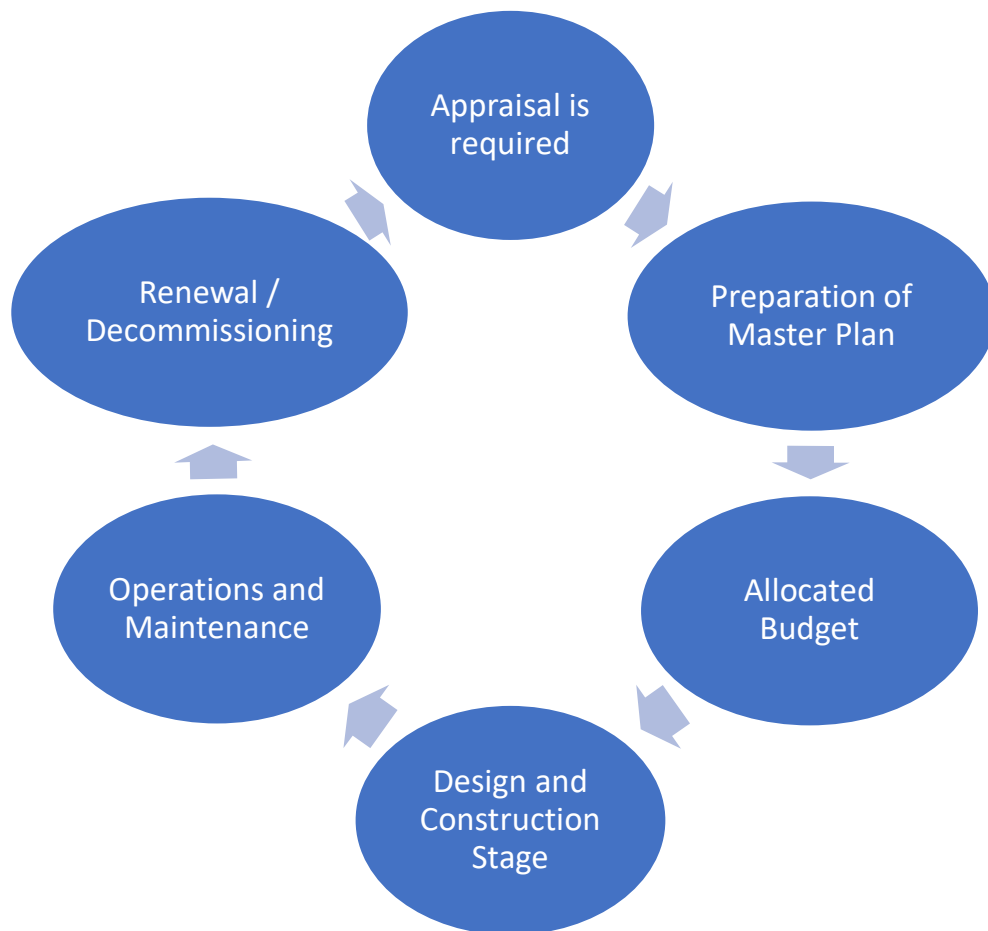 Appraisal is
required
Preparation of
Master Plan
Allocated
Budget
Design and
Construction
Stage
Operations and
Maintenance
Renewal /
Decommissioning